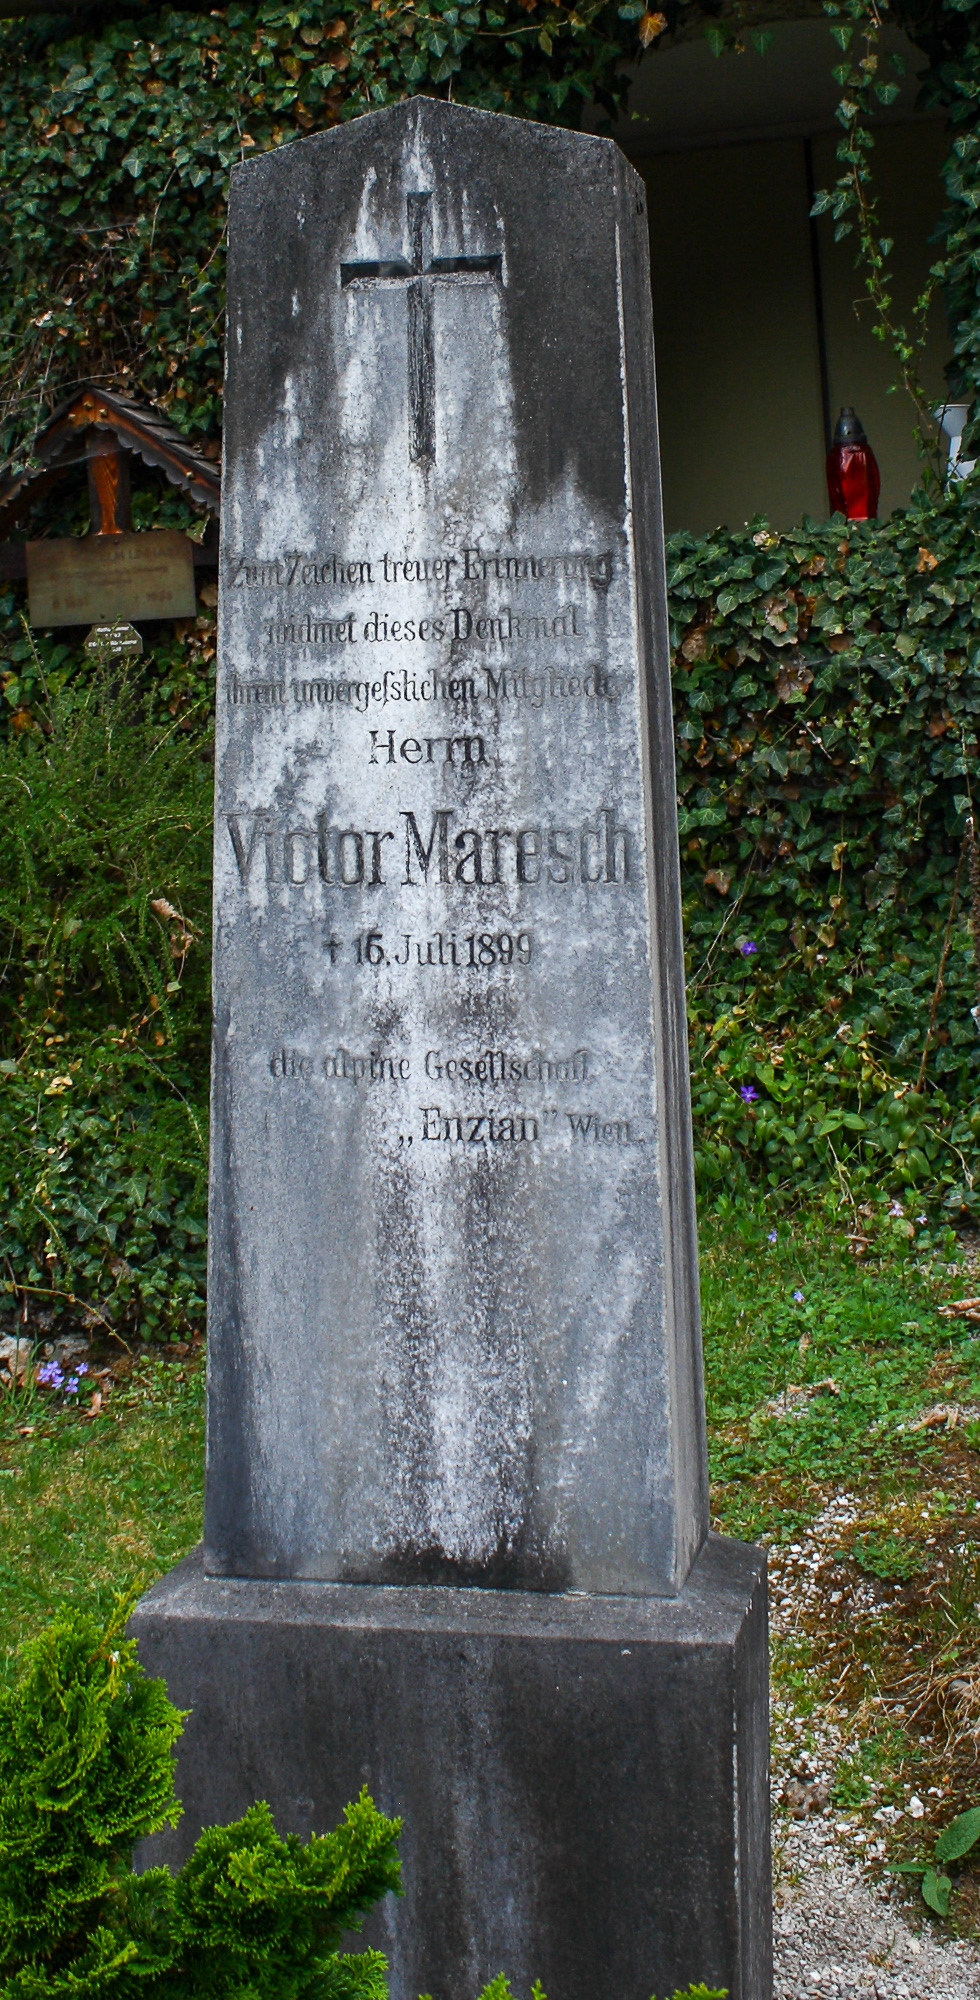 Zum Zeichen treuer Erinnerung
widmet dieses Denkmal
ihrem unvergeſslichen Mitgliede
Herrn
Victor Maresch
† 16. Juli 1899
die alpine Gesellschaft
„Enzian” Wien.